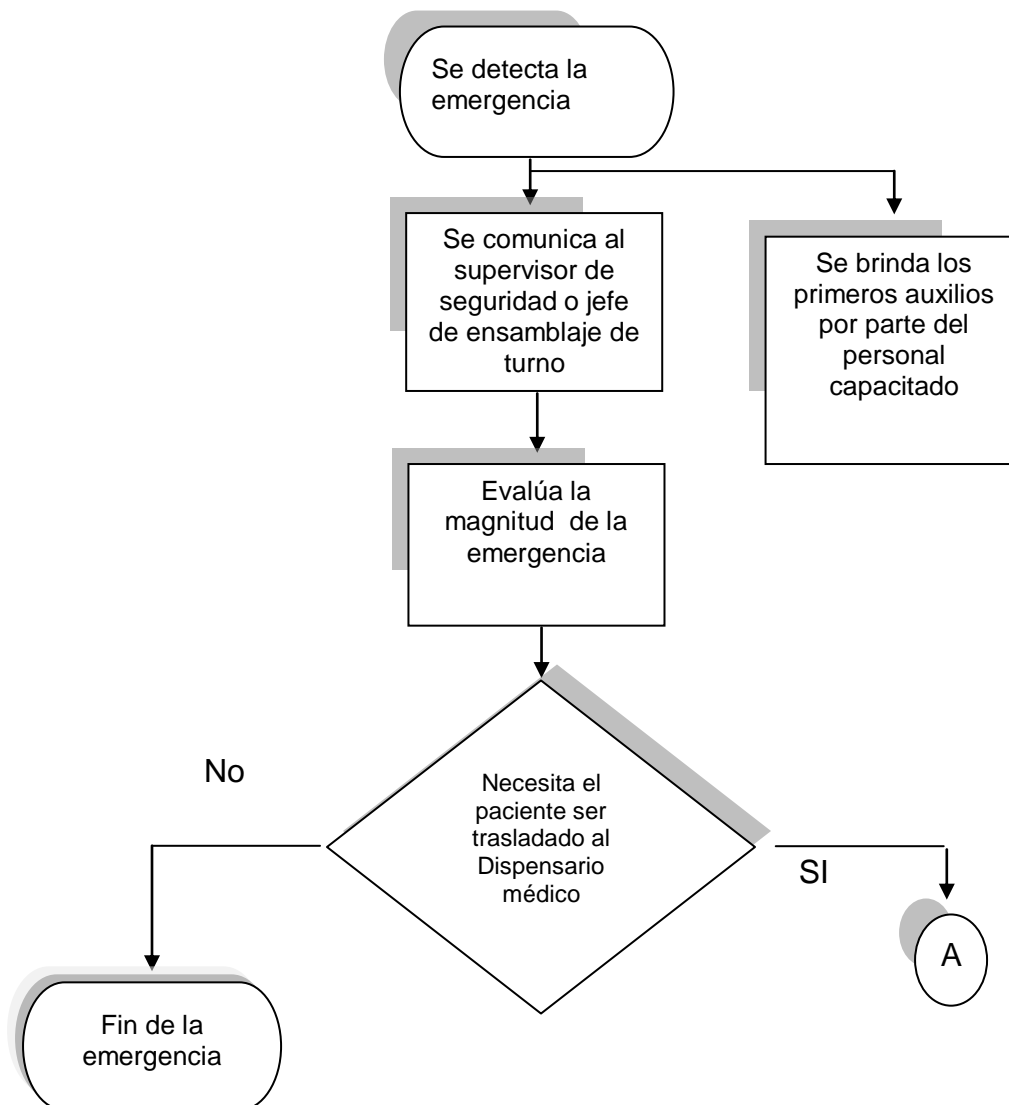 Se detecta la
emergencia
Se comunica al
supervisor de
seguridad o jefe
de ensamblaje de
turno
Se brinda los
primeros auxilios
por parte del
personal
capacitado
Evalúa la
magnitud  de la
emergencia
No
Necesita el
paciente ser
trasladado al
Dispensario
médico
SI
A
Fin de la
emergencia